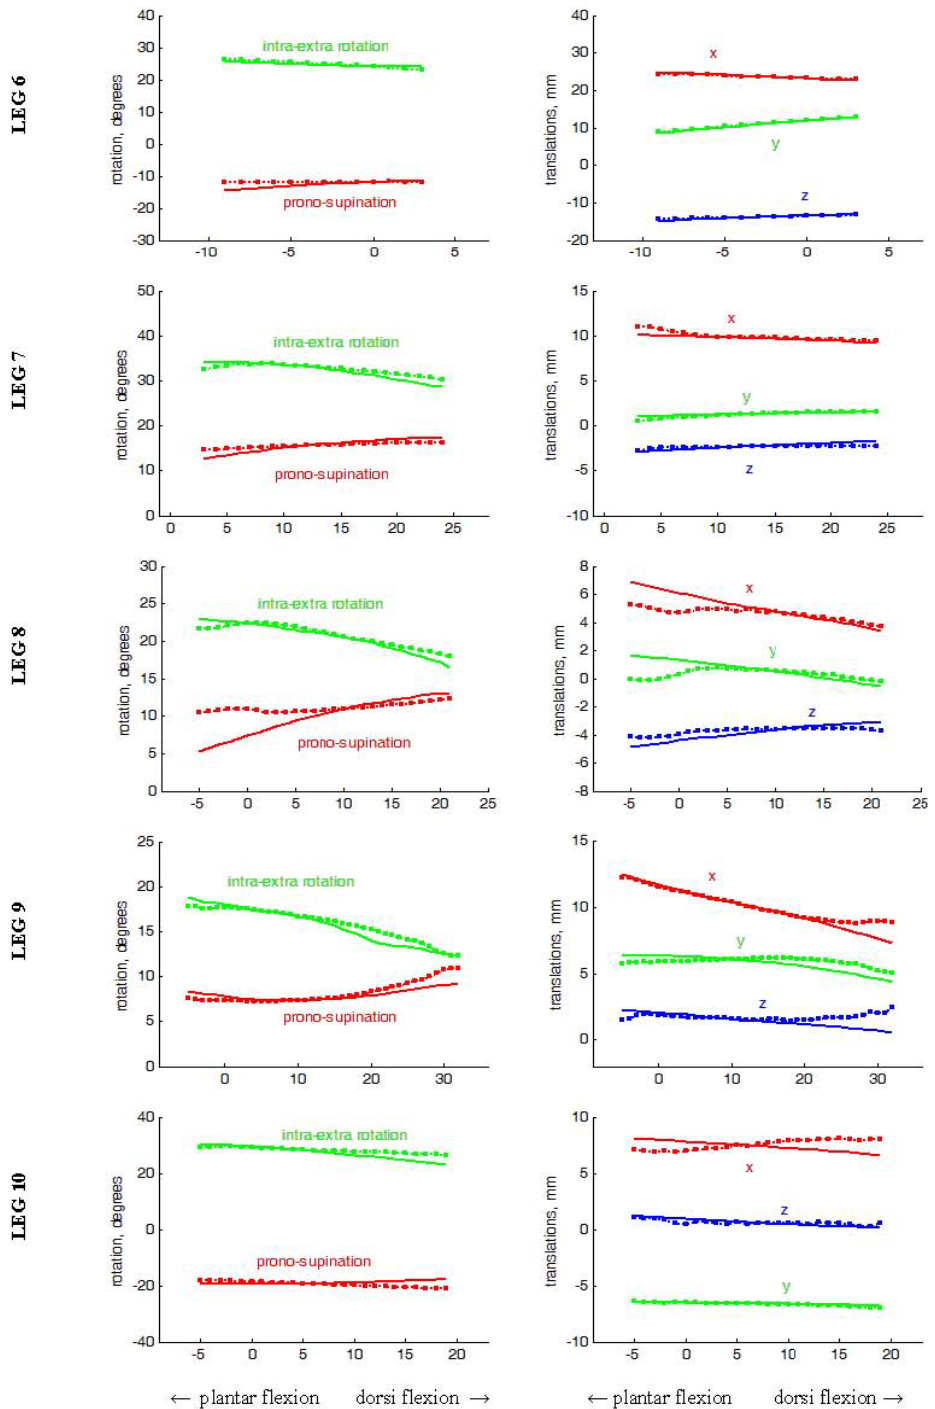 LEG 6
rotation, degrees
40
30
20
10
0
-10
-20
-30
intra-extra rotation
prono-supination
-10 -5 0 5
translations, mm
40
30
20
10
0
-10
-20
x
y
z
-10 -5 0 5
LEG 7
rotation, degrees
50
40
30
20
10
0
intra-extra rotation
prono-supination
0 5 10 15 20 25
translations, mm
15
10
5
0
-5
-10
x
y
z
0 5 10 15 20 25
LEG 8
rotation, degrees
30
25
20
15
10
5
0
intra-extra rotation
prono-supination
-5 0 5 10 15 20 25
translations, mm
8
6
4
2
0
-2
-4
-6
-8
x
y
z
-5 0 5 10 15 20 25
LEG 9
rotation, degrees
25
20
15
10
5
0
intra-extra rotation
prono-supination
0 10 20 30
translations, mm
15
10
5
0
x
y
z
0 10 20 30
LEG 10
rotation, degrees
40
20
0
-20
-40
intra-extra rotation
prono-supination
-5 0 5 10 15 20
translations, mm
10
5
0
-5
-10
x
z
y
-5 0 5 10 15 20
← plantar flexion dorsi flexion →
← plantar flexion dorsi flexion →